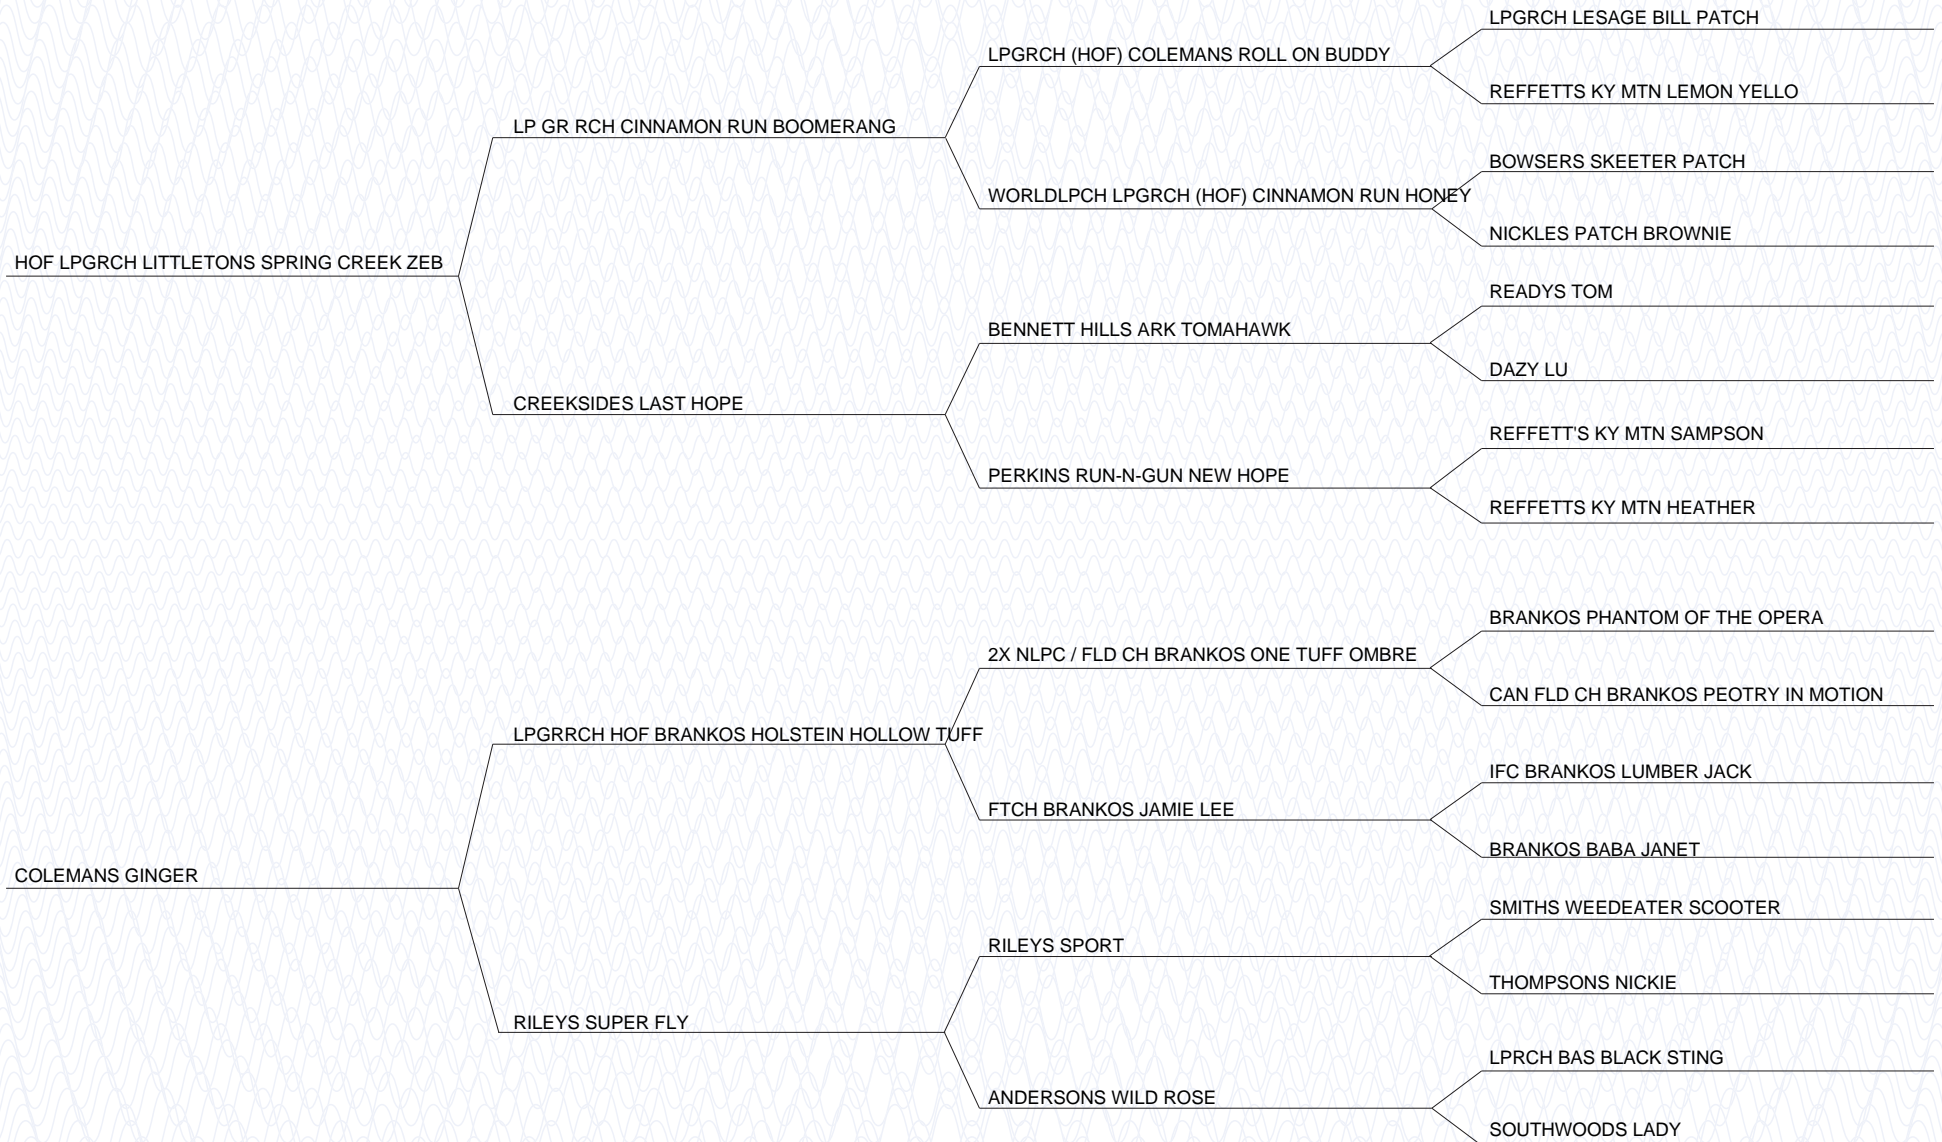 LPGRCH LESAGE BILL PATCH
LPGRCH (HOF) COLEMANS ROLL ON BUDDY
REFFETTS KY MTN LEMON YELLO
LP GR RCH CINNAMON RUN BOOMERANG
BOWSERS SKEETER PATCH
WORLDLPCH LPGRCH (HOF) CINNAMON RUN HONEY
NICKLES PATCH BROWNIE
HOF LPGRCH LITTLETONS SPRING CREEK ZEB
READYS TOM
BENNETT HILLS ARK TOMAHAWK
DAZY LU
CREEKSIDES LAST HOPE
REFFETT'S KY MTN SAMPSON
PERKINS RUN-N-GUN NEW HOPE
REFFETTS KY MTN HEATHER
BRANKOS PHANTOM OF THE OPERA
2X NLPC / FLD CH BRANKOS ONE TUFF OMBRE
CAN FLD CH BRANKOS PEOTRY IN MOTION
LPGRRCH HOF BRANKOS HOLSTEIN HOLLOW TUFF
IFC BRANKOS LUMBER JACK
FTCH BRANKOS JAMIE LEE
BRANKOS BABA JANET
COLEMANS GINGER
SMITHS WEEDEATER SCOOTER
RILEYS SPORT
THOMPSONS NICKIE
RILEYS SUPER FLY
LPRCH BAS BLACK STING
ANDERSONS WILD ROSE
SOUTHWOODS LADY